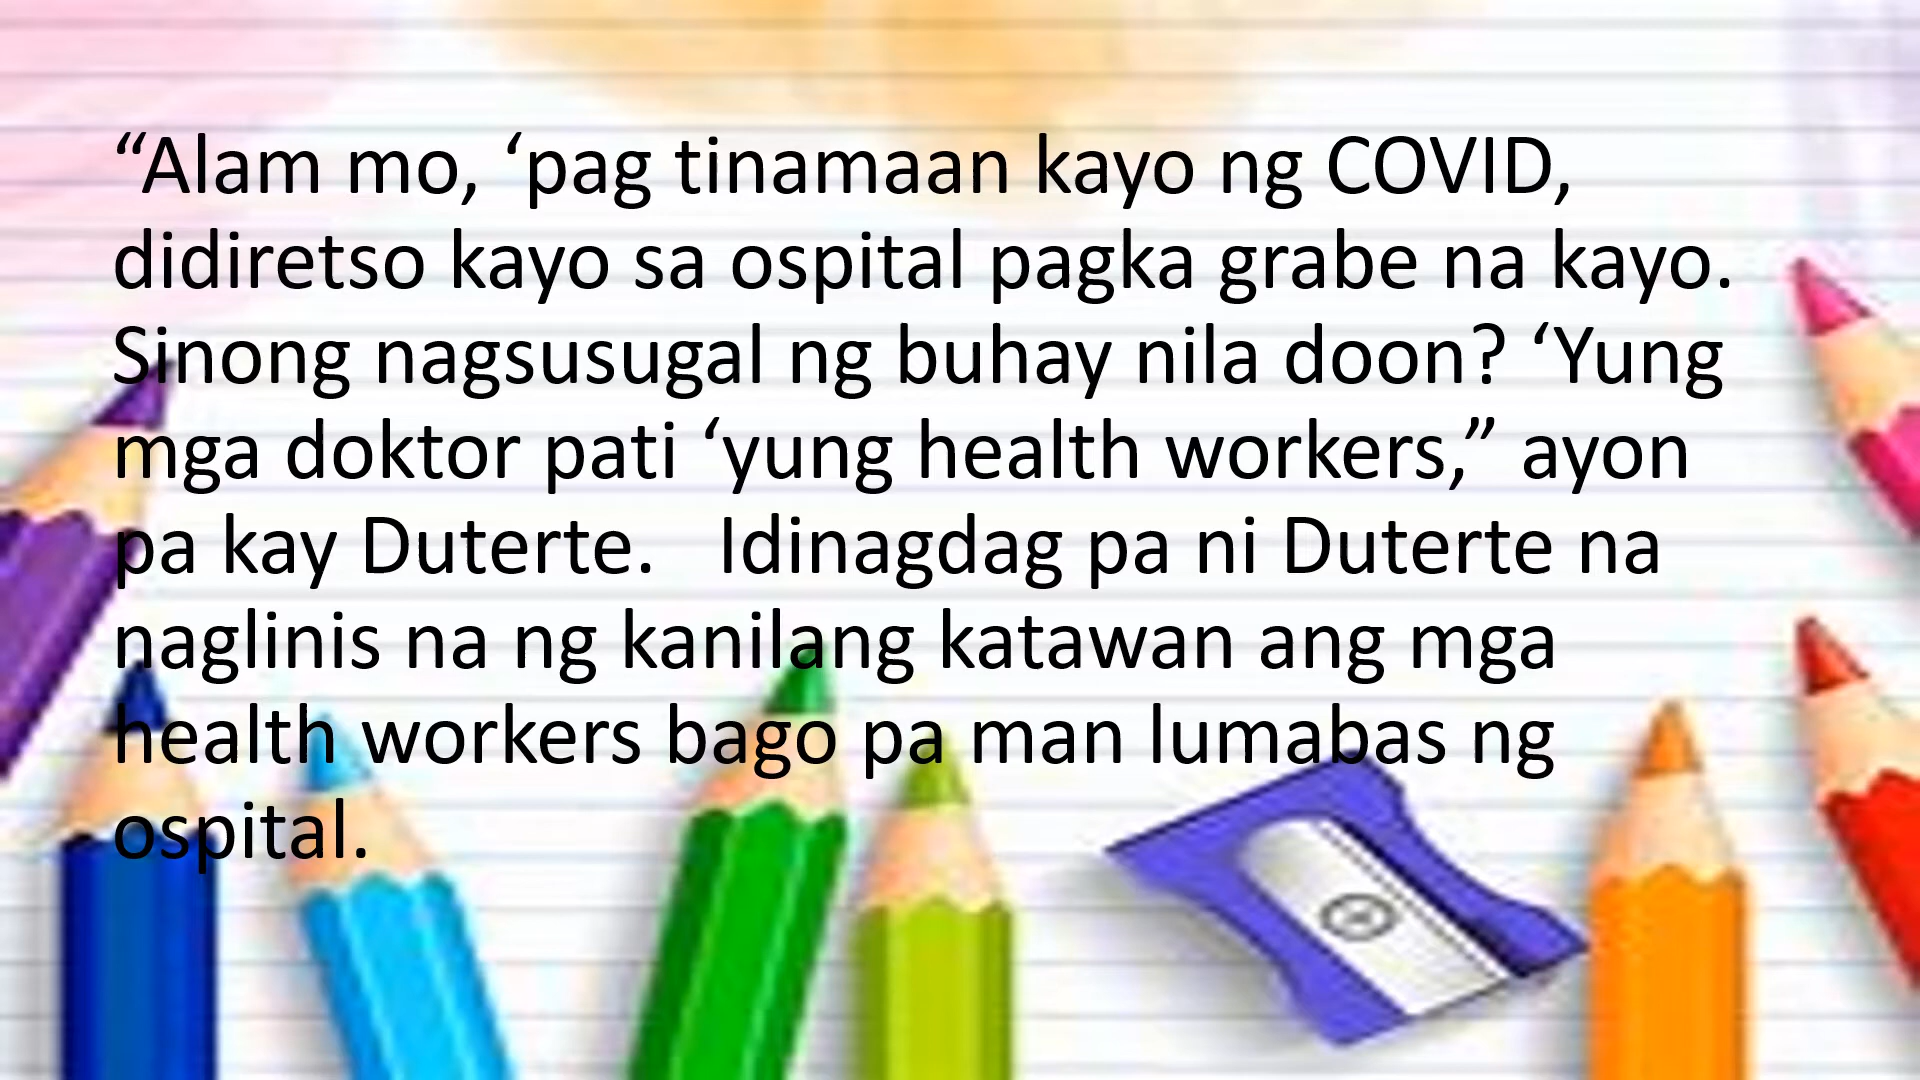 “Alam mo, ‘pag tinamaan kayo ng COVID,
didiretso kayo sa ospital pagka grabe na kayo.
Sinong nagsusugal ng buhay nila doon? ‘Yung
mga doktor pati ‘yung health workers,” ayon
pa kay Duterte.   Idinagdag pa ni Duterte na
naglinis na ng kanilang katawan ang mga
health workers bago pa man lumabas ng
ospital.